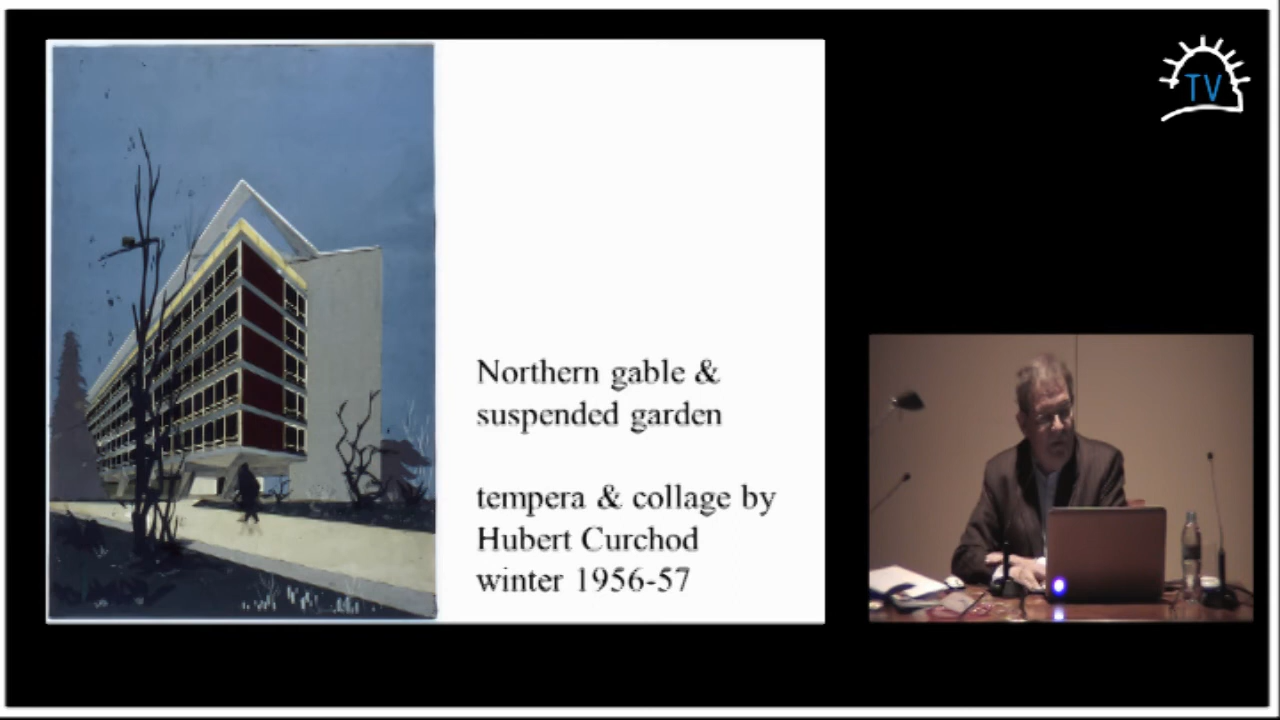 TV
Northern gable &
suspended garden
tempera & collage by
Hubert Curchod
winter 1956-57